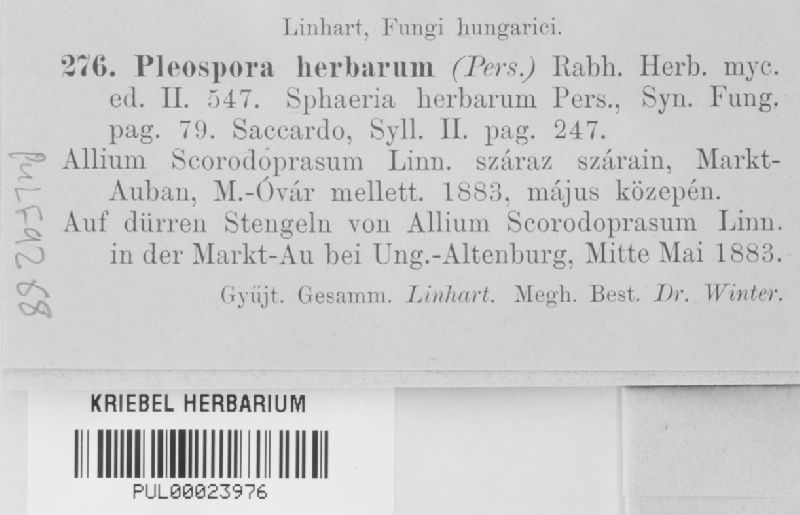 Linhart, Fungi hungarici.
276. Pleospora herbarum (Pers.) Rabh. Herb. myc.
ed. II. 547. Sphaeria herbarum Pers., Syn. Fung.
pag. 79. Saccardo, Syll. II. pag. 247.
Allium Scorodoprasum Linn. száraz szárain, Markt-
Auban, M.-Óvár mellett. 1883, május közepén.
Auf dürren Stengeln von Allium Scorodoprasum Linn.
in der Markt-Au bei Ung.-Altenburg, Mitte Mai 1883.
Gyűjt. Gesamm. Linhart. Megh. Best. Dr. Winter.
PULF9268
KRIEBEL HERBARIUM
PUL00023976